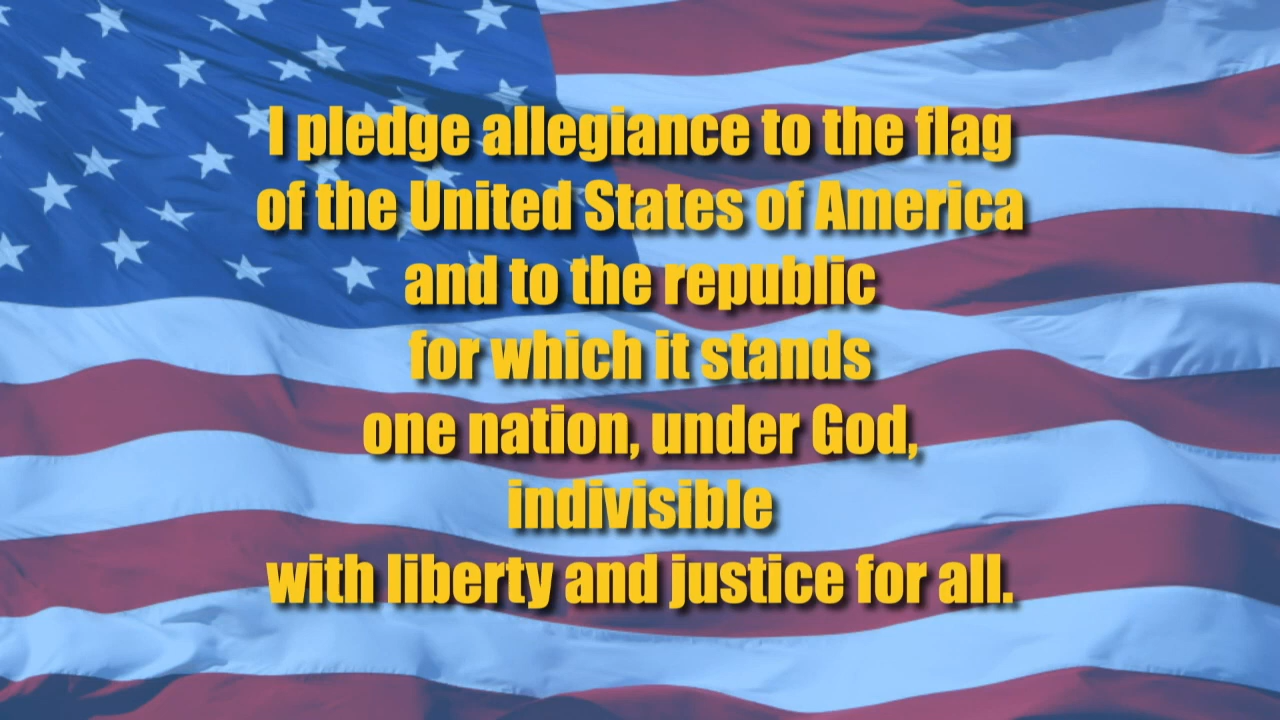 I pledge allegiance to the flag
of the United States of America
and to the republic
for which it stands
one nation, under God,
indivisible
with liberty and justice for all.